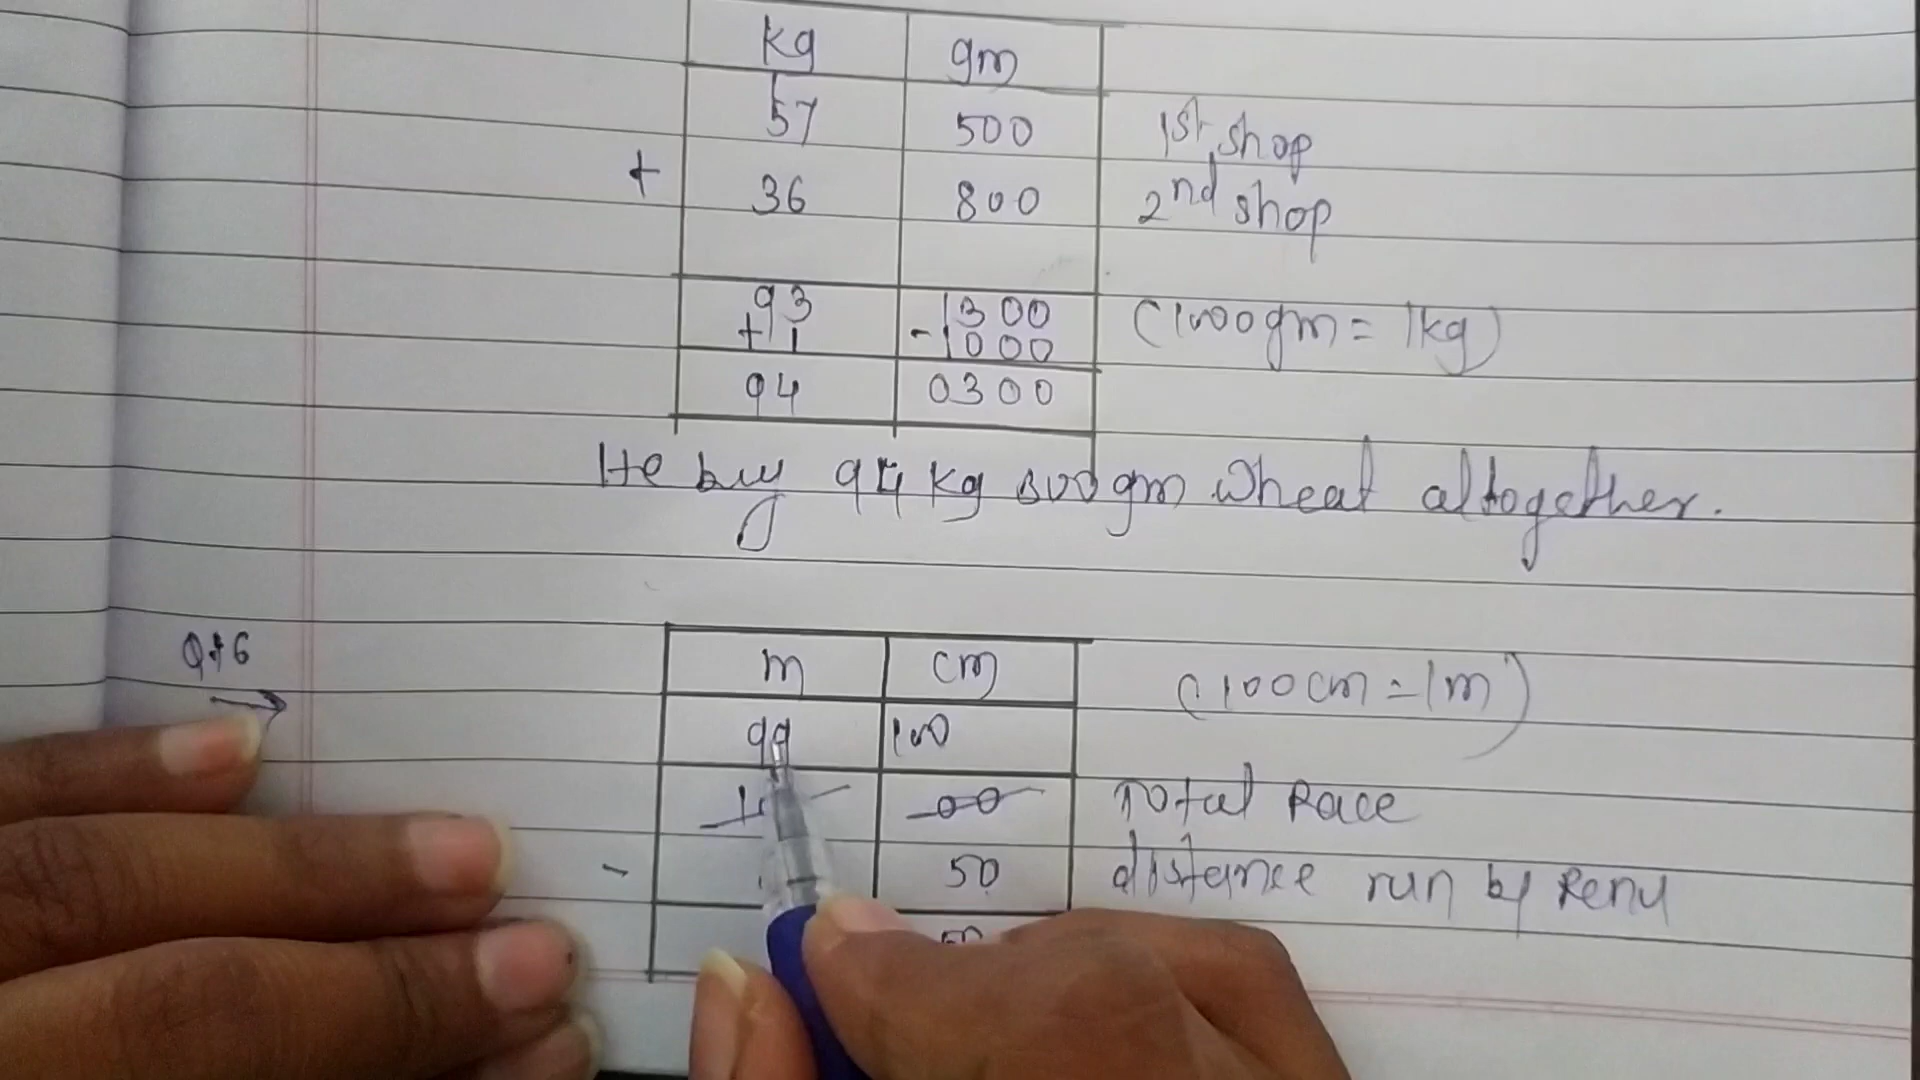 kg gm
57 500 1st shop
+ 36 800 2nd shop
93 1300 (1000gm = 1kg)
+ 1 - 1000
94 0300
He buy 94 kg 300 gm wheat altogether.
Q.6 m cm (100cm = 1m)
99 100
00 Total Race
- 50 distance run by Renu
50